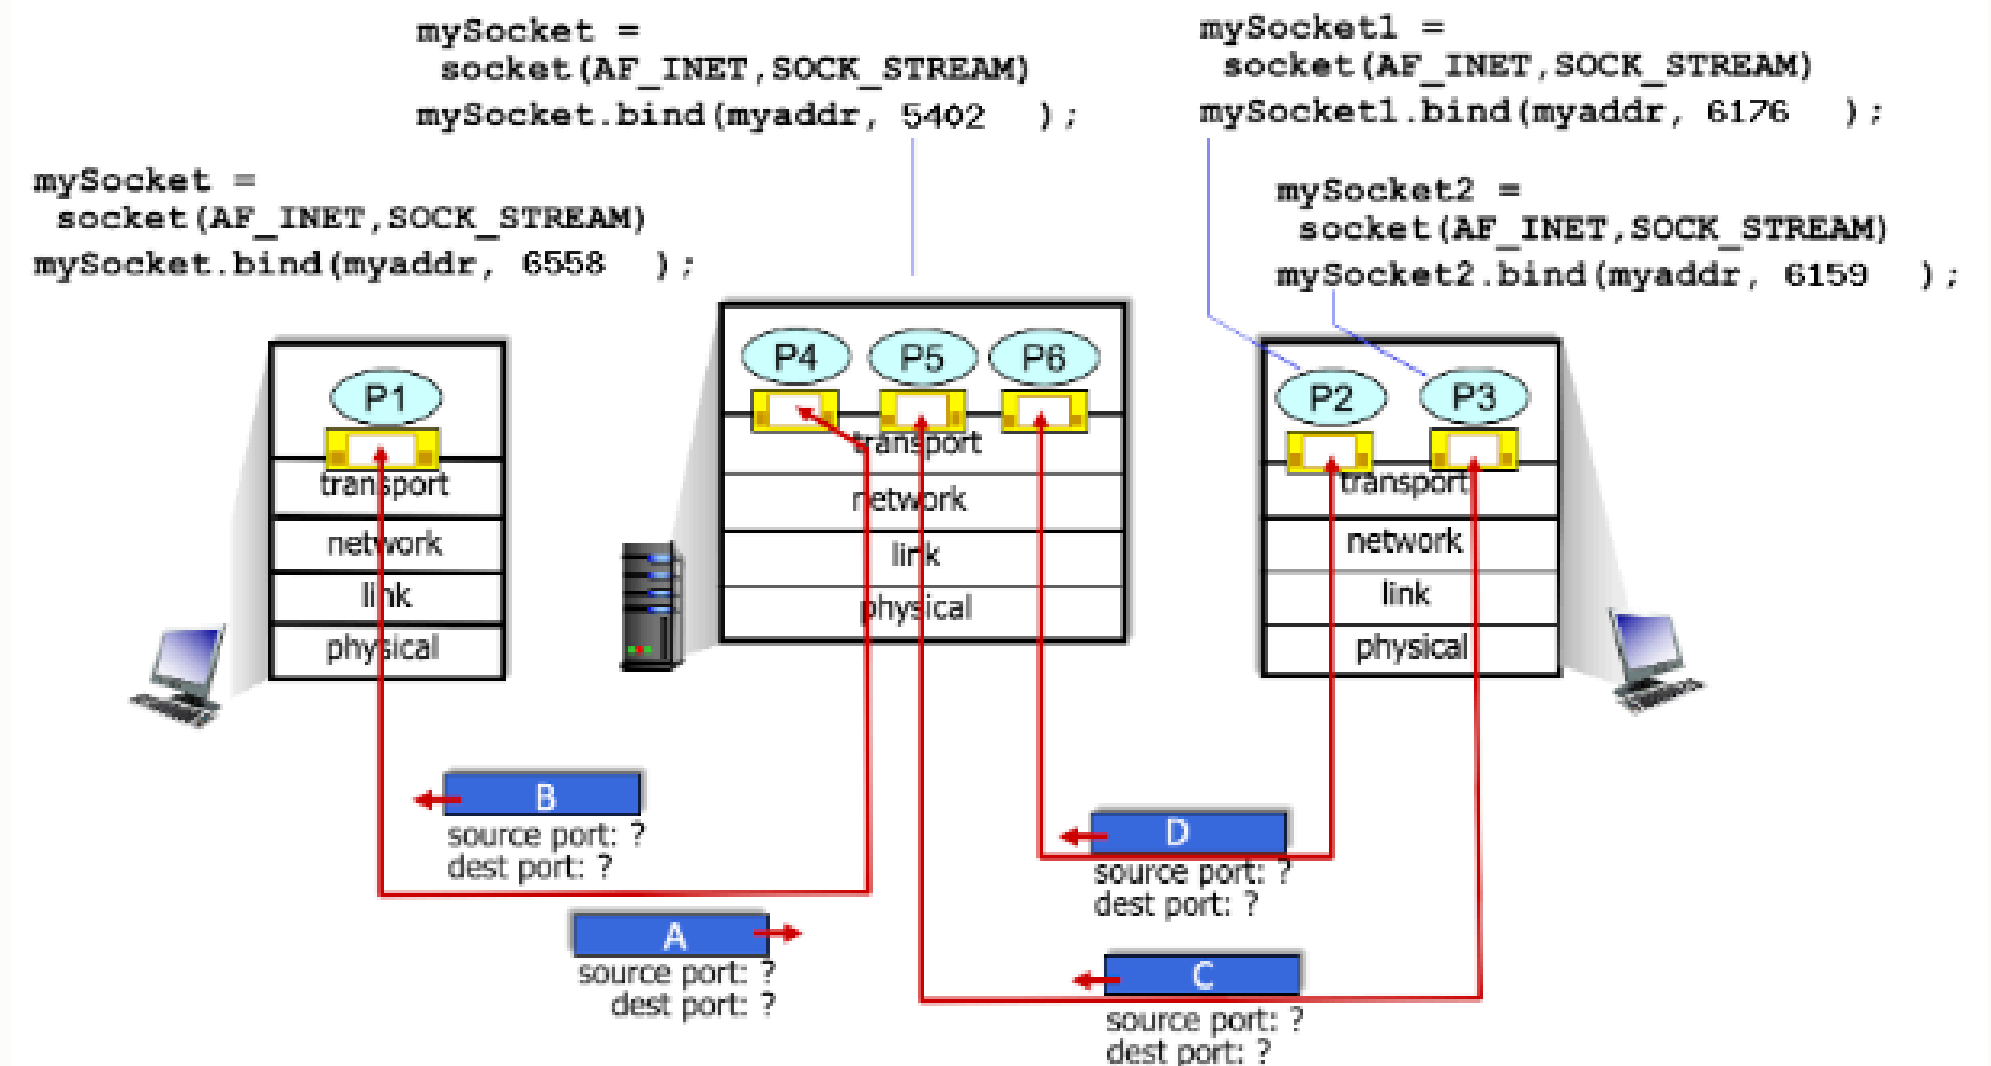 mySocket =
socket(AF_INET,SOCK_STREAM)
mySocket.bind(myaddr, 5402 );
mySocket1 =
socket(AF_INET,SOCK_STREAM)
mySocket1.bind(myaddr, 6176 );
mySocket =
socket(AF_INET,SOCK_STREAM)
mySocket.bind(myaddr, 6558 );
mySocket2 =
socket(AF_INET,SOCK_STREAM)
mySocket2.bind(myaddr, 6159 );
P1
transport
network
link
physical
P4 P5 P6
transport
network
link
physical
P2 P3
transport
network
link
physical
B
source port: ?
dest port: ?
A
source port: ?
dest port: ?
D
source port: ?
dest port: ?
C
source port: ?
dest port: ?